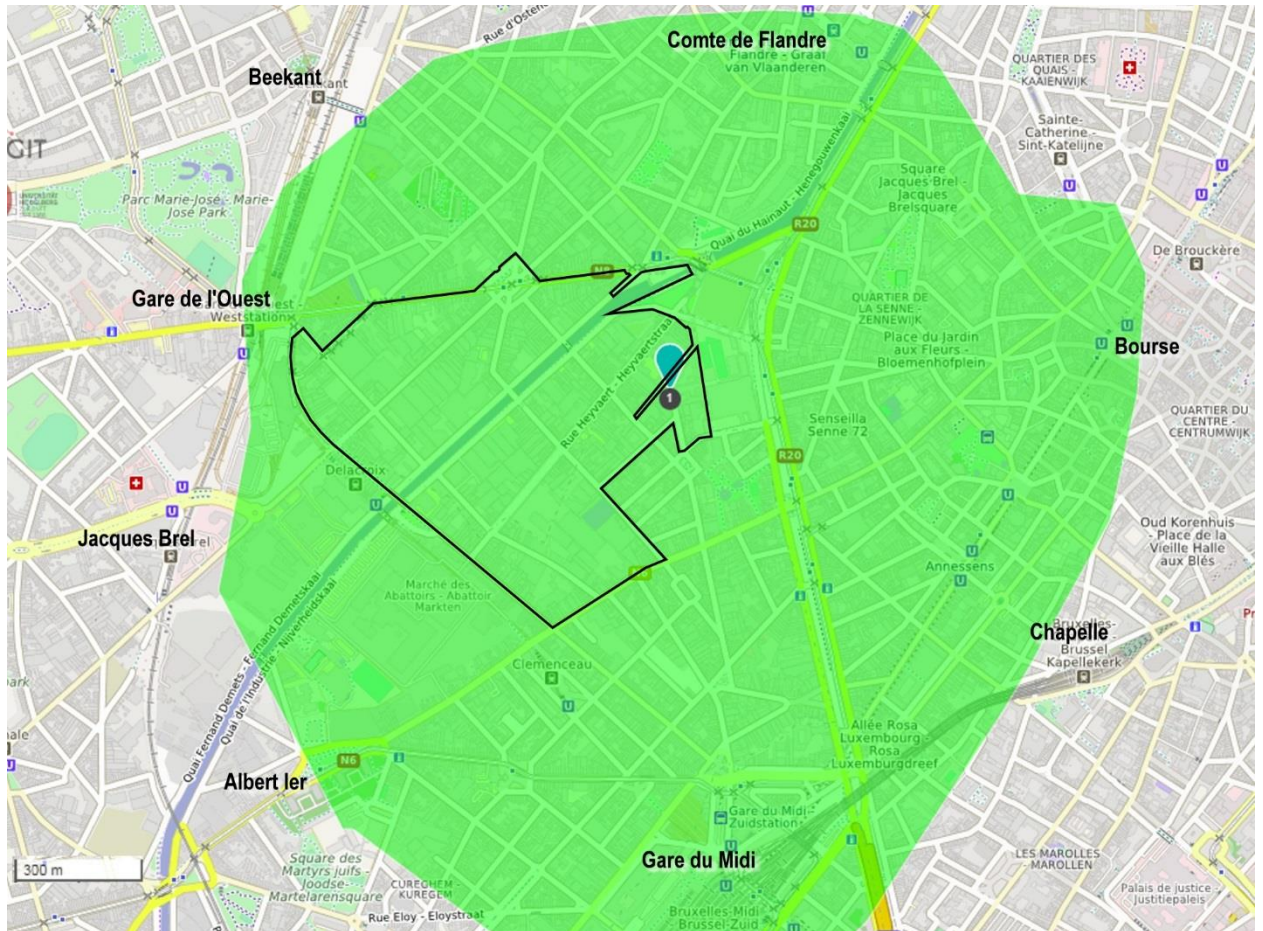 Rue d'Ostend
Comte de Flandre
Flandre - Graaf
van Vlaanderen
Beekant
QUARTIER DES
QUAIS -
KAAIENWIJK
Sainte-
Catherine -
Sint-Katelijne
GIT
Parc Marie-José - Marie-
José Park
Square
Jacques Brel -
Jacques
Brelsquare
Quai du Hainaut - Henegouwenkaai
R20
De Brouckère
Gare de l'Ouest
Weststation
QUARTIER DE
LA SENNE -
ZENNEWIJK
Place du Jardin
aux Fleurs -
Bloemenhofplein
Bourse
Rue Heyvaert - Heyvaertstraat
1
QUARTIER DU
CENTRE -
CENTRUMWIJK
Senseilla
Senne 72
R20
Delacroix
Jacques Brel
Oud Korenhuis
- Place de la
Vieille Halle
aux Blés
Annessens
Marché des
Abattoirs - Abattoir
Markten
Quai Fernand Demets - Fernand Demetskaai
Quai de l'Industrie - Nijverheidskaai
Chapelle
Bruxelles-
Brussel
Kapellekerk
Clemenceau
Allée Rosa
Luxembourg -
Rosa
Luxemburgdreef
N6
Albert Ier
Gare du Midi -
Zuidstation
Gare du Midi
300 m
Square des
Martyrs juifs -
Joodse-
Martelarensquare
CUREGHEM -
KUREGEM
Rue Eloy - Eloystraat
LES MAROLLES
- MAROLLEN
Palais de justice -
Justitiepaleis
Bruxelles-Midi
Brussel-Zuid